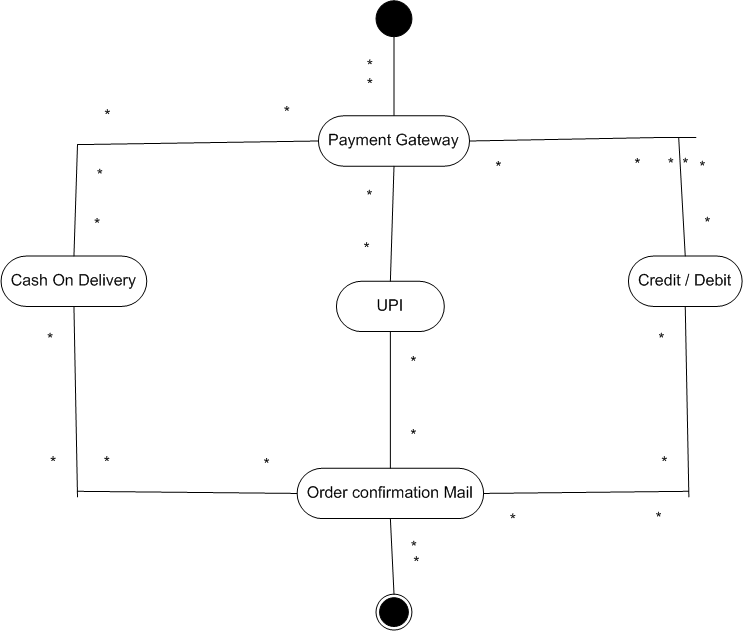 *
*
* *
Payment Gateway
* * * * *
*
* *
* *
Cash On Delivery
Credit / Debit
UPI
* *
*
*
* * * *
Order confirmation Mail
* *
*
*